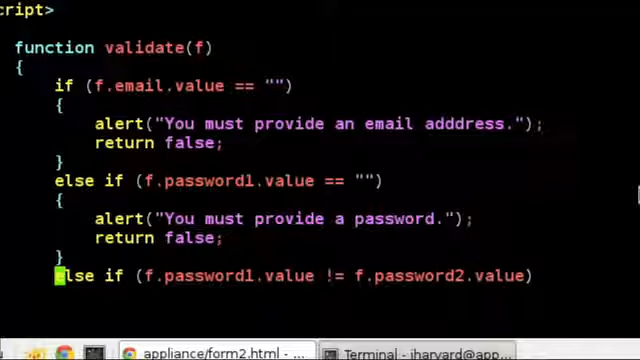 cript>
function validate(f)
{
if (f.email.value == "")
{
alert("You must provide an email adddress.");
return false;
}
else if (f.password1.value == "")
{
alert("You must provide a password.");
return false;
}
else if (f.password1.value != f.password2.value)
appliance/form2.html - ...
Terminal - jharvard@app...